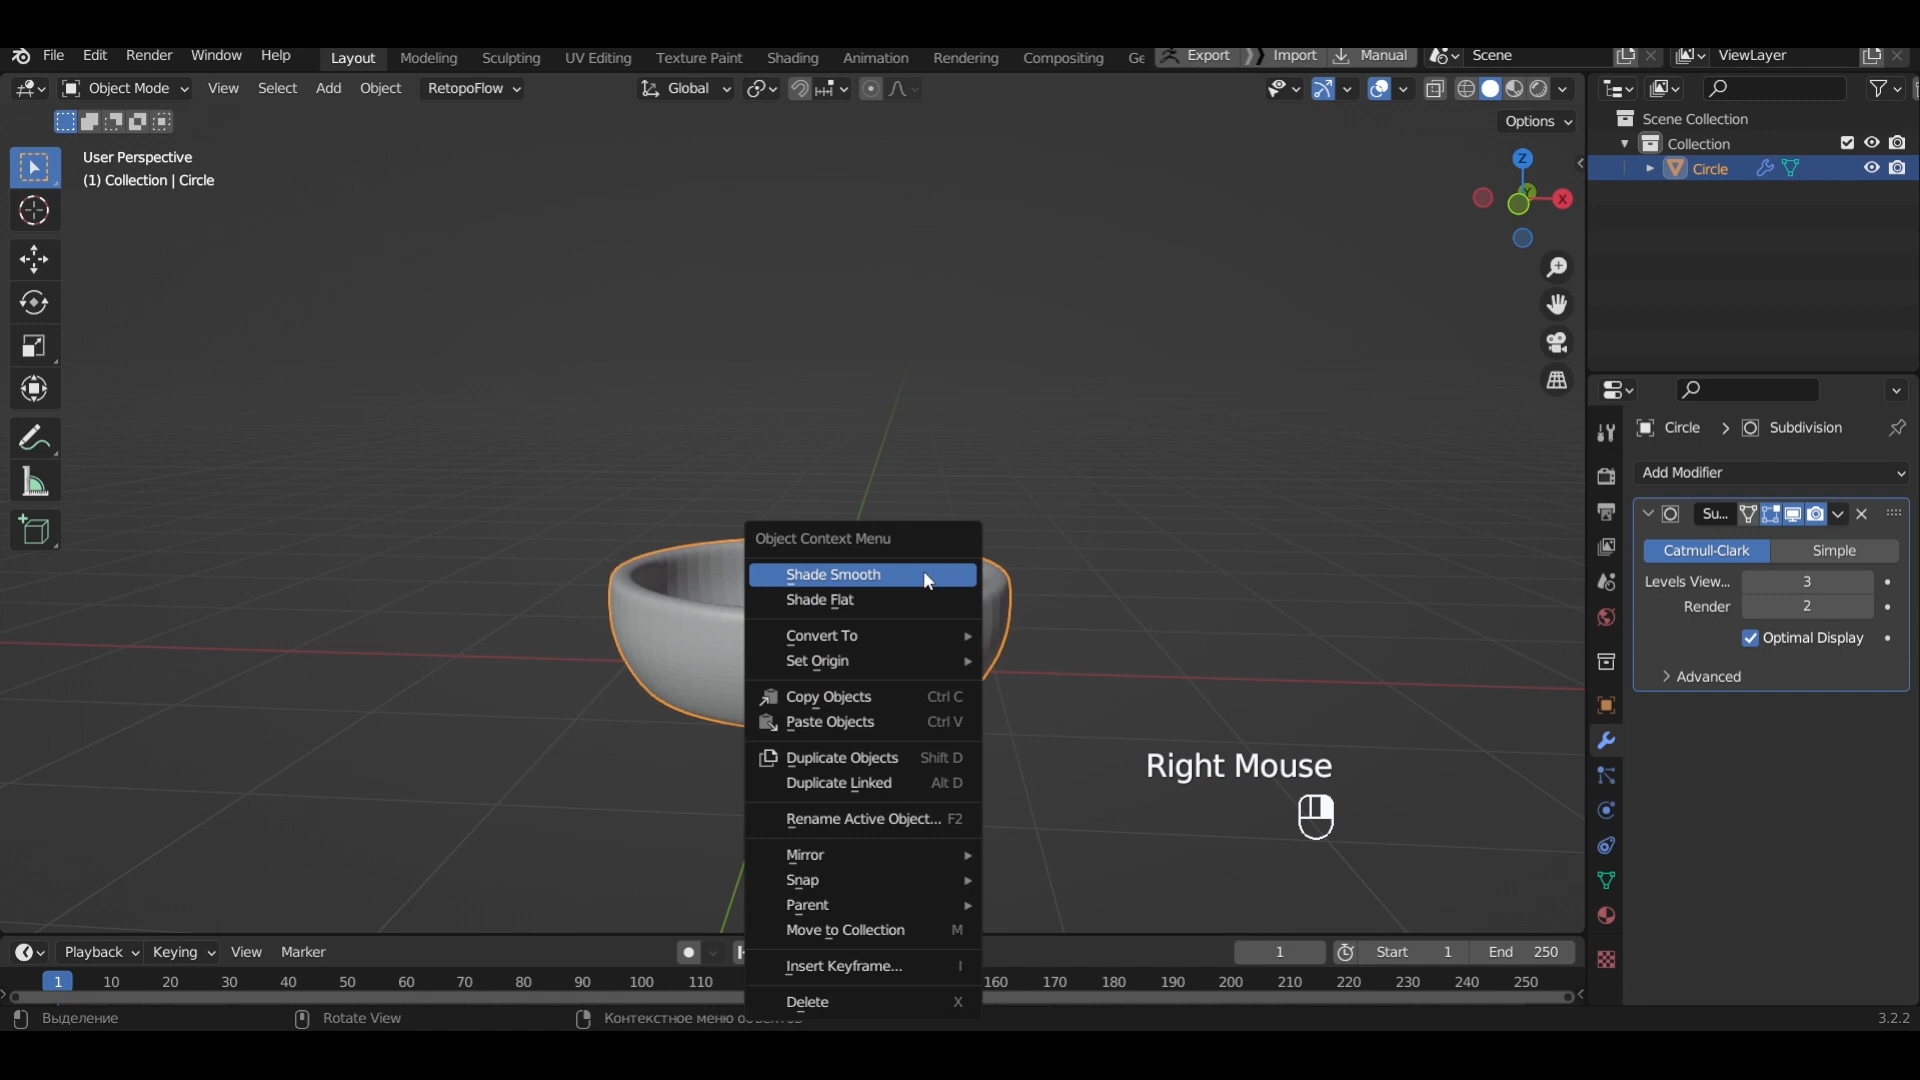 File Edit Render Window Help Layout Modeling Sculpting UV Editing Texture Paint Shading Animation Rendering Compositing Ge Export Import Manual Scene ViewLayer
Object Mode View Select Add Object RetopoFlow Global
Options
User Perspective
(1) Collection | Circle
Z
Y
X
Scene Collection
Collection
Circle
Circle > Subdivision
Add Modifier
Su...
Catmull-Clark Simple
Levels View... 3
Render 2
Optimal Display
Advanced
Object Context Menu
Shade Smooth
Shade Flat
Convert To
Set Origin
Copy Objects Ctrl C
Paste Objects Ctrl V
Duplicate Objects Shift D
Duplicate Linked Alt D
Rename Active Object... F2
Mirror
Snap
Parent
Move to Collection M
Insert Keyframe... I
Delete X
Right Mouse
Playback Keying View Marker 1 Start 1 End 250
1 10 20 30 40 50 60 70 80 90 100 110 160 170 180 190 200 210 220 230 240 250
Выделение Rotate View Контекстное меню 3.2.2